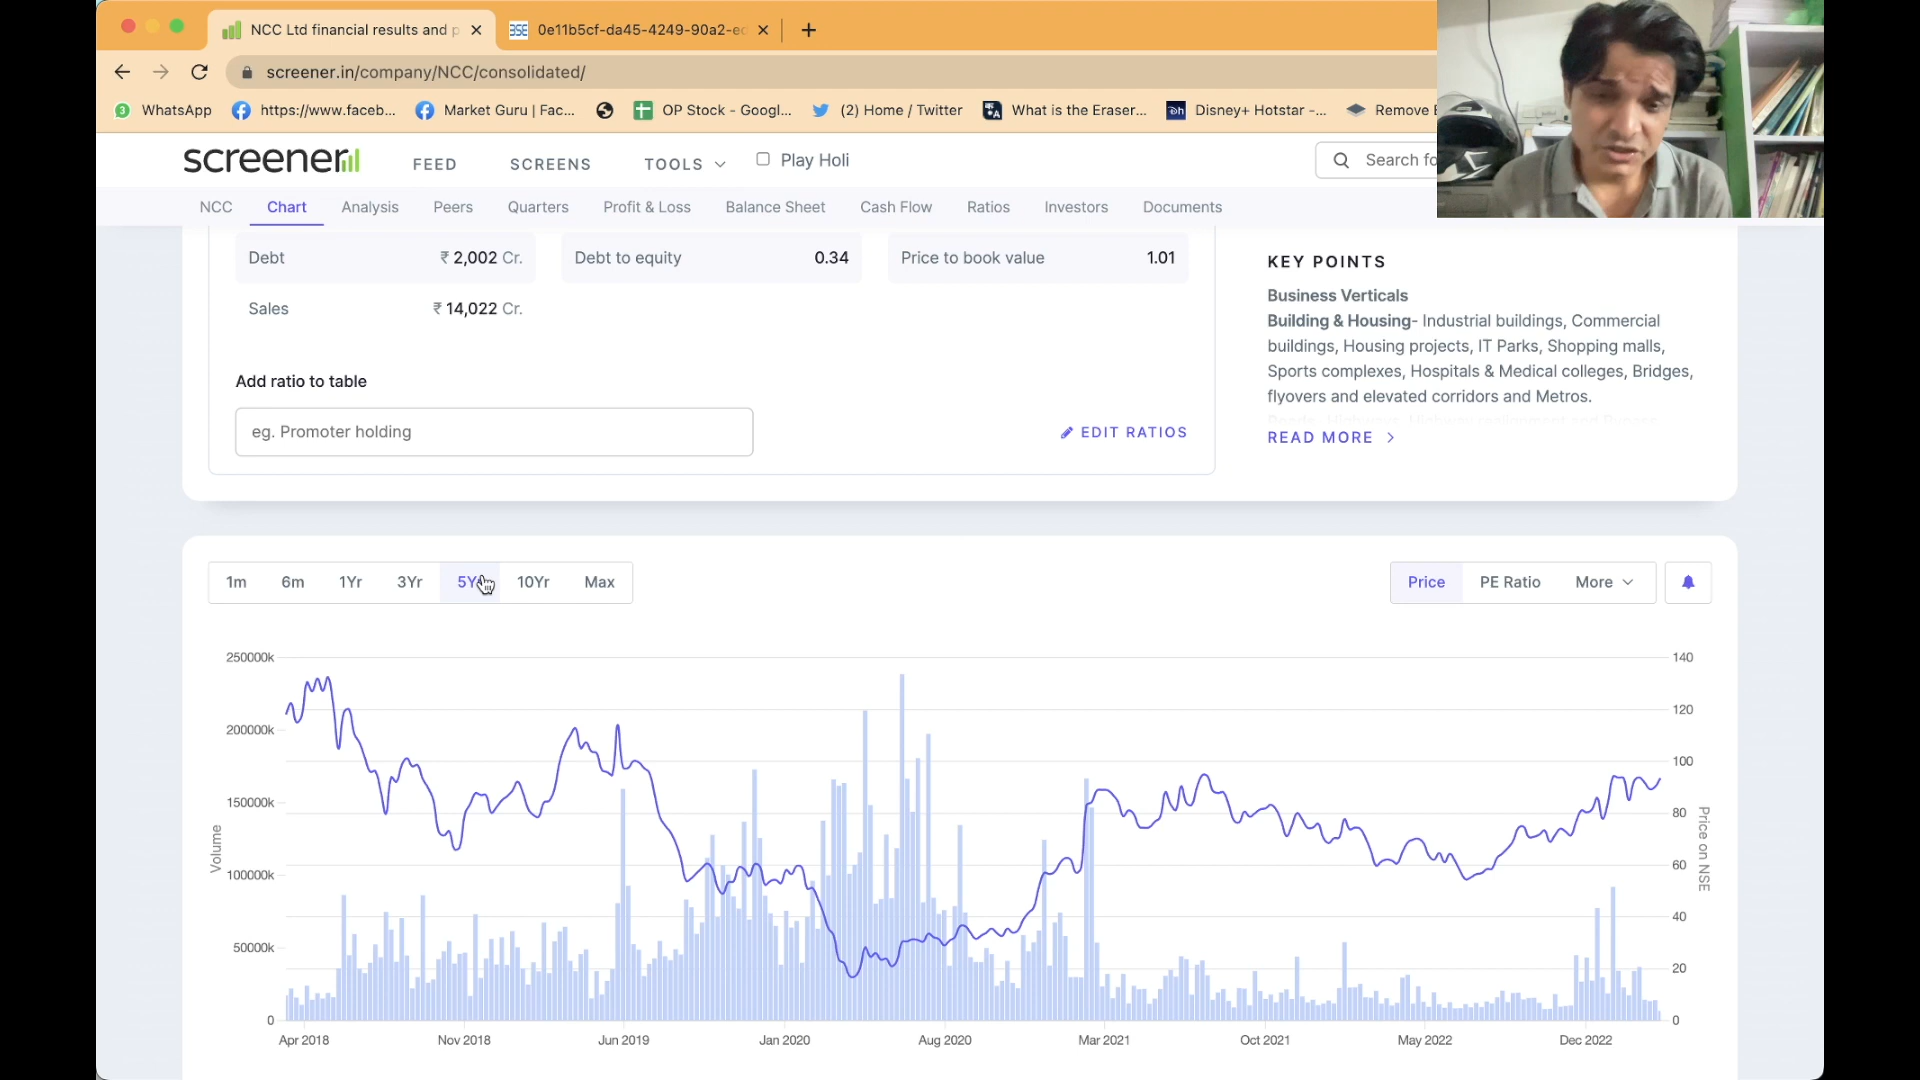 NCC Ltd financial results and p
0e11b5cf-da45-4249-90a2-ec
screener.in/company/NCC/consolidated/
WhatsApp https://www.faceb... Market Guru | Fac... OP Stock - Googl... (2) Home / Twitter What is the Eraser... Disney+ Hotstar -... Remove
screener FEED SCREENS TOOLS Play Holi Search fo
NCC Chart Analysis Peers Quarters Profit & Loss Balance Sheet Cash Flow Ratios Investors Documents
Debt ₹ 2,002 Cr. Debt to equity 0.34 Price to book value 1.01
Sales ₹ 14,022 Cr.
Add ratio to table
eg. Promoter holding
EDIT RATIOS
KEY POINTS
Business Verticals
Building & Housing- Industrial buildings, Commercial
buildings, Housing projects, IT Parks, Shopping malls,
Sports complexes, Hospitals & Medical colleges, Bridges,
flyovers and elevated corridors and Metros.
READ MORE
1m 6m 1Yr 3Yr 5Y 10Yr Max
Price PE Ratio More
250000k 140
120
200000k
100
150000k
80
Volume
Price on NSE
60
100000k
40
50000k
20
0 0
Apr 2018 Nov 2018 Jun 2019 Jan 2020 Aug 2020 Mar 2021 Oct 2021 May 2022 Dec 2022